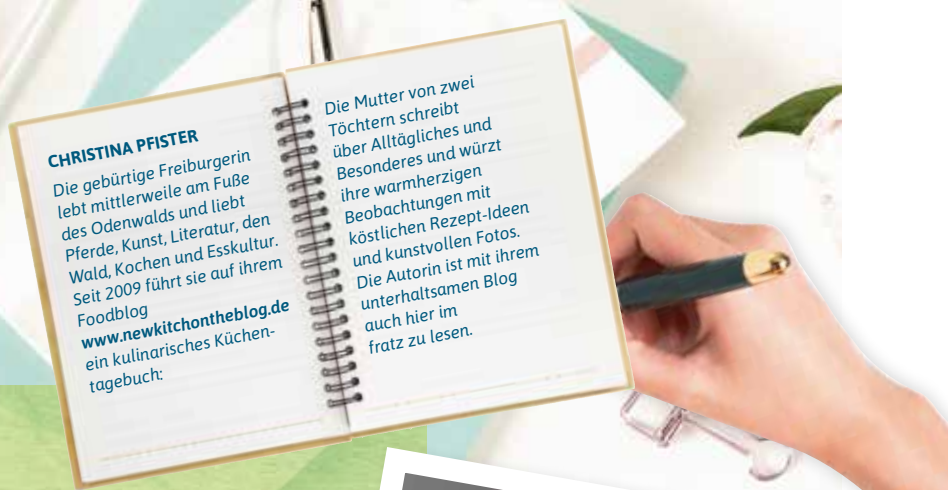 CHRISTINA PFISTER
Die gebürtige Freiburgerin
lebt mittlerweile am Fuße
des Odenwalds und liebt
Pferde, Kunst, Literatur, den
Wald, Kochen und Esskultur.
Seit 2009 führt sie auf ihrem
Foodblog
www.newkitchontheblog.de
ein kulinarisches Küchen-
tagebuch:
Die Mutter von zwei
Töchtern schreibt
über Alltägliches und
Besonderes und würzt
ihre warmherzigen
Beobachtungen mit
köstlichen Rezept-Ideen
und kunstvollen Fotos.
Die Autorin ist mit ihrem
unterhaltsamen Blog
auch hier im
fratz zu lesen.